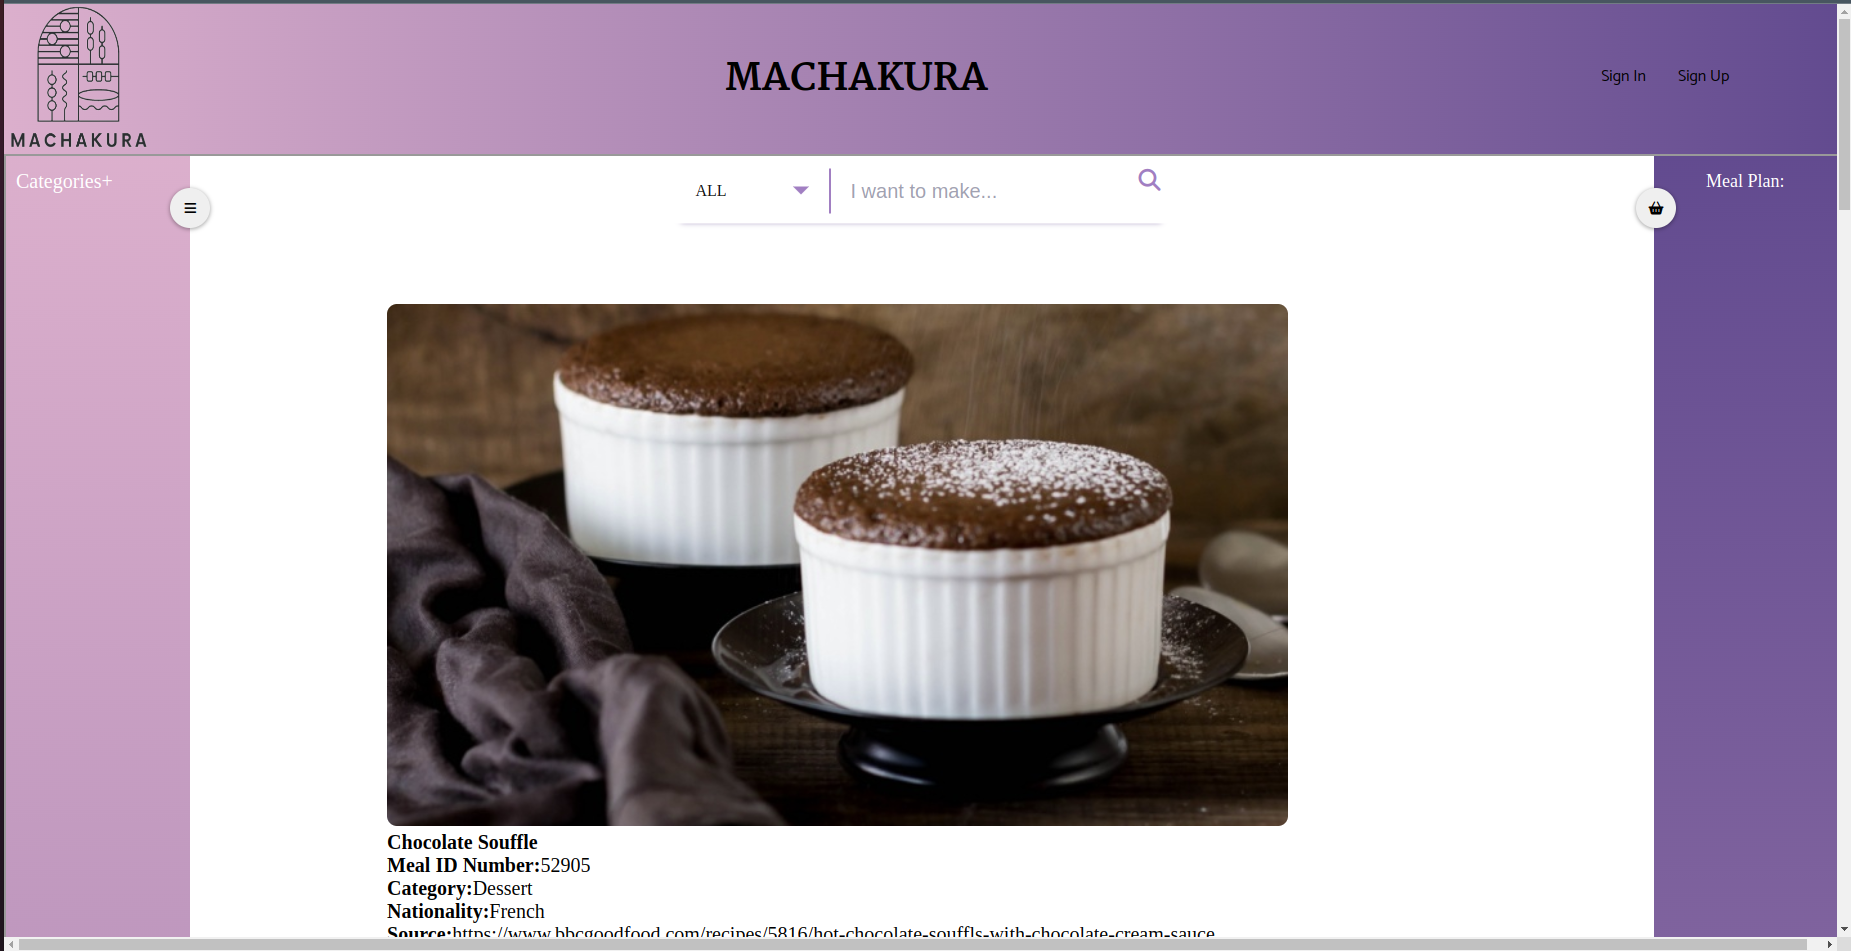 MACHAKURA
MACHAKURA
Sign In
Sign Up
Categories+
ALL
I want to make...
Meal Plan:
Chocolate Souffle
Meal ID Number:52905
Category:Dessert
Nationality:French
Source:https://www.bbcgoodfood.com/recipes/5816/hot-chocolate-souffls-with-chocolate-cream-sauce